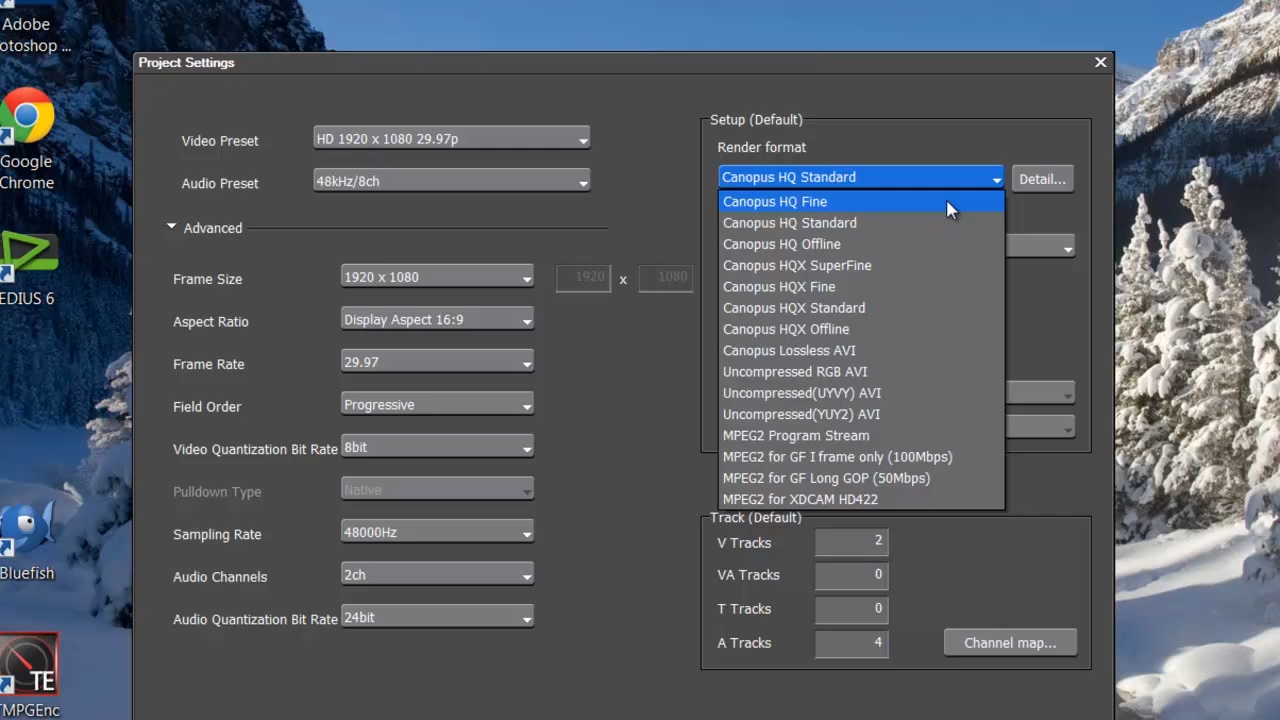 Adobe
otoshop ...
Google
Chrome
EDIUS 6
Bluefish
TE
TMPGEnc
Project Settings
Video Preset
HD 1920 x 1080 29.97p
Audio Preset
48kHz/8ch
Advanced
Frame Size
1920 x 1080
1920
x
1080
Aspect Ratio
Display Aspect 16:9
Frame Rate
29.97
Field Order
Progressive
Video Quantization Bit Rate
8bit
Pulldown Type
Native
Sampling Rate
48000Hz
Audio Channels
2ch
Audio Quantization Bit Rate
24bit
Setup (Default)
Render format
Canopus HQ Standard
Detail...
Canopus HQ Fine
Canopus HQ Standard
Canopus HQ Offline
Canopus HQX SuperFine
Canopus HQX Fine
Canopus HQX Standard
Canopus HQX Offline
Canopus Lossless AVI
Uncompressed RGB AVI
Uncompressed(UYVY) AVI
Uncompressed(YUY2) AVI
MPEG2 Program Stream
MPEG2 for GF I frame only (100Mbps)
MPEG2 for GF Long GOP (50Mbps)
MPEG2 for XDCAM HD422
Track (Default)
V Tracks
2
VA Tracks
0
T Tracks
0
A Tracks
4
Channel map...